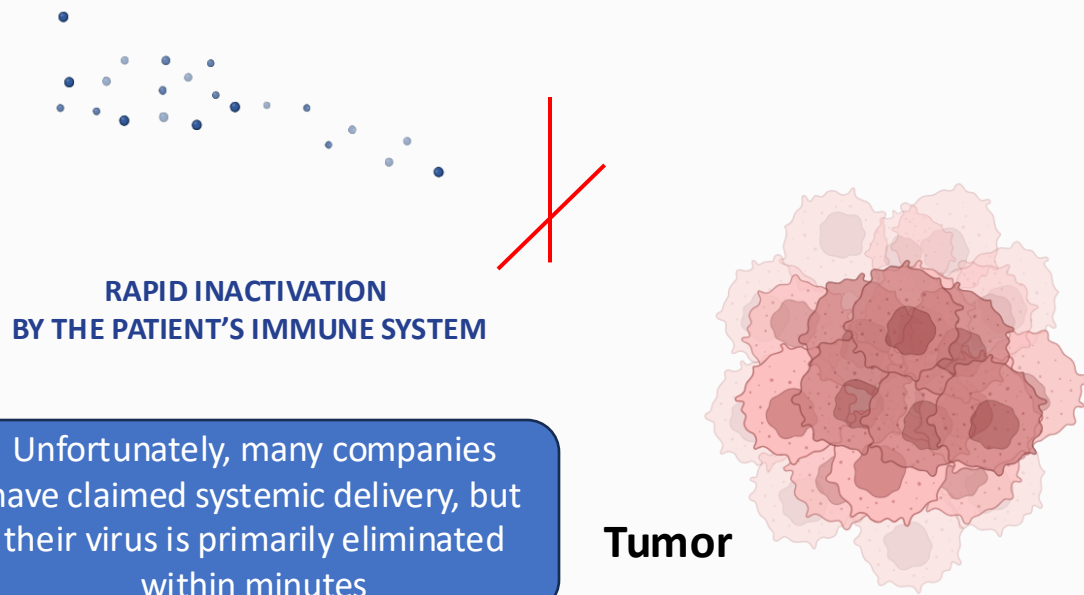 RAPID INACTIVATION
BY THE PATIENT'S IMMUNE SYSTEM
Unfortunately, many companies
have claimed systemic delivery, but
their virus is primarily eliminated
within minutes
Tumor